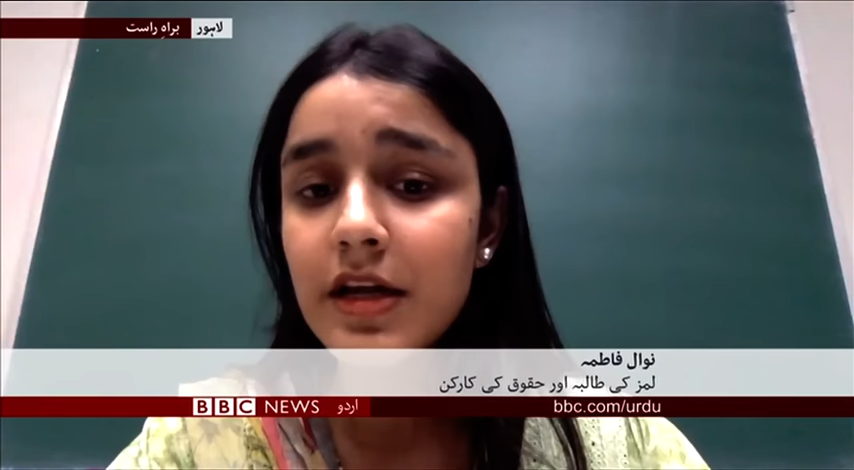 لاہور
براہِ راست
نوال فاطمہ
لمز کی طالبہ اور حقوق کی کارکن
BBC NEWS اردو
bbc.com/urdu